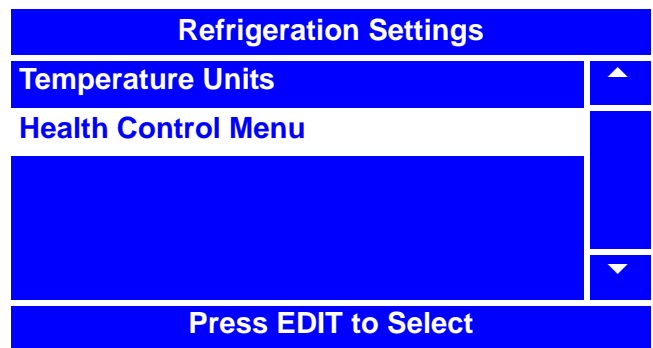 Refrigeration Settings
Temperature Units
Health Control Menu
Press EDIT to Select